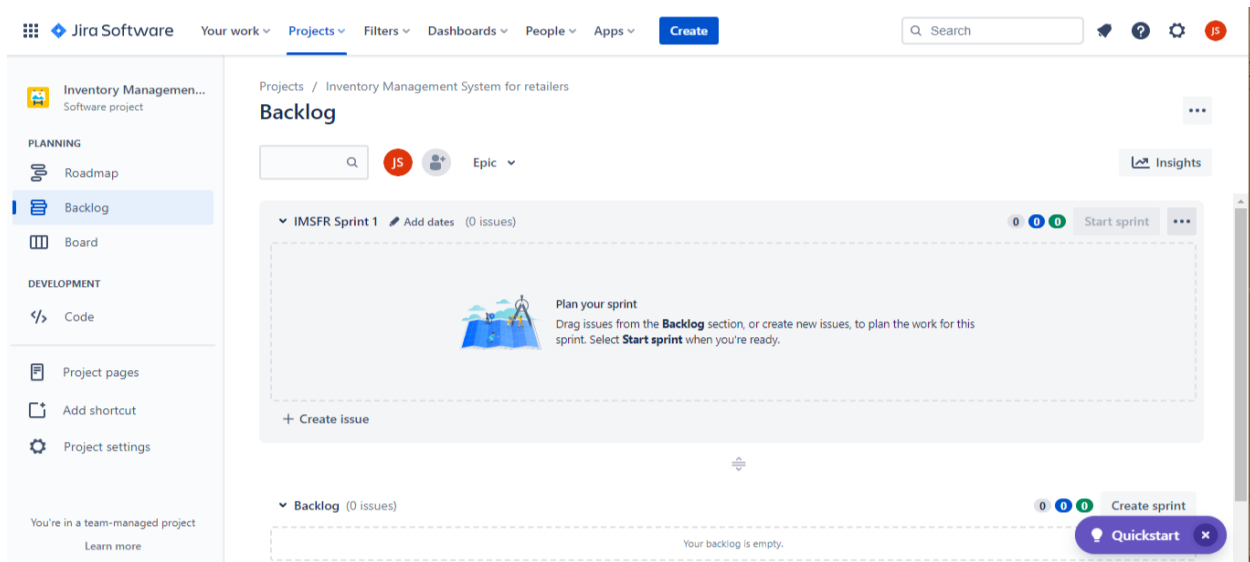 Jira Software Your work Projects Filters Dashboards People Apps Create Search JS
Inventory Managemen...
Software project
PLANNING
Roadmap
Backlog
Board
DEVELOPMENT
Code
Project pages
Add shortcut
Project settings
You're in a team-managed project
Learn more
Projects / Inventory Management System for retailers
Backlog
JS Epic Insights
IMSFR Sprint 1 Add dates (0 issues) 0 0 0 Start sprint
Plan your sprint
Drag issues from the Backlog section, or create new issues, to plan the work for this
sprint. Select Start sprint when you're ready.
+ Create issue
Backlog (0 issues) 0 0 0 Create sprint
Your backlog is empty.
Quickstart